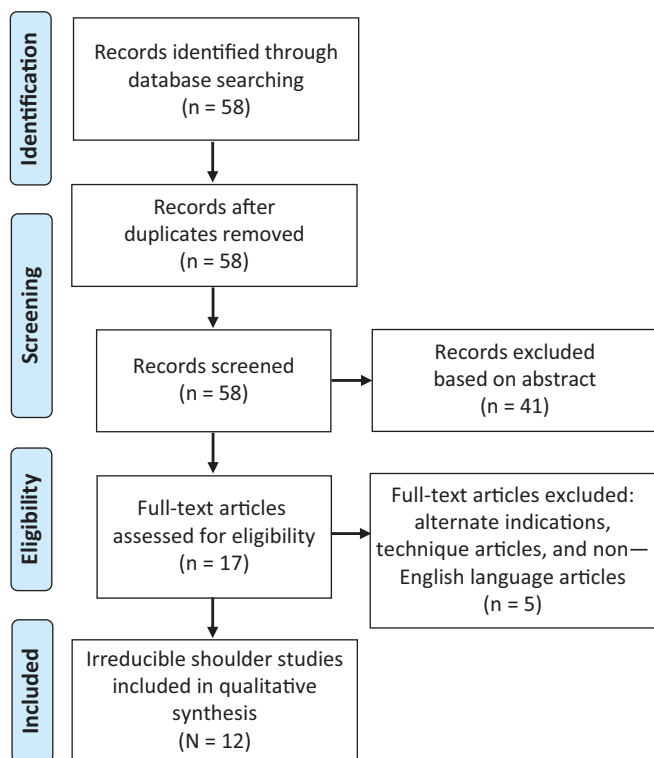 Identification
Records identified through
database searching
(n = 58)
Screening
Records after
duplicates removed
(n = 58)
Records screened
(n = 58)
Records excluded
based on abstract
(n = 41)
Eligibility
Full-text articles
assessed for eligibility
(n = 17)
Full-text articles excluded:
alternate indications,
technique articles, and non—
English language articles
(n = 5)
Included
Irreducible shoulder studies
included in qualitative
synthesis
(N = 12)